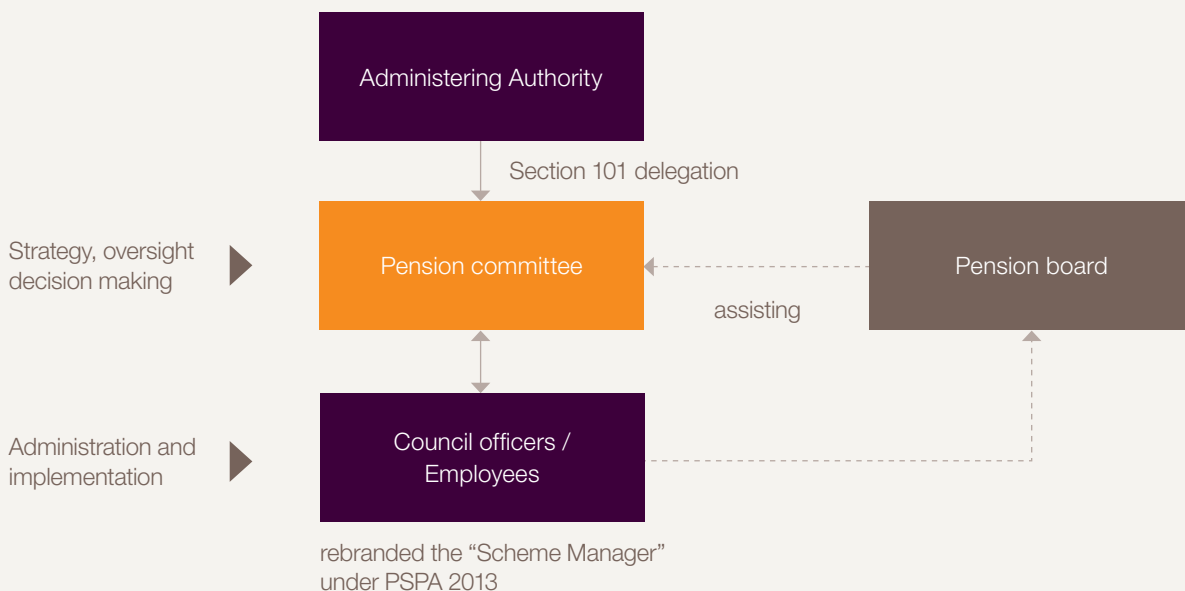 Administering Authority
Section 101 delegation
Strategy, oversight
decision making
Pension committee
assisting
Pension board
Administration and
implementation
Council officers /
Employees
rebranded the “Scheme Manager”
under PSPA 2013